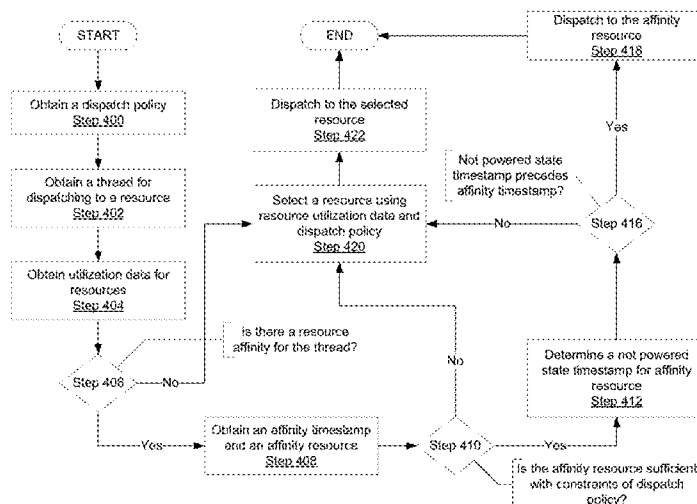 START
Obtain a dispatch policy
Step 400
Obtain a thread for
dispatching to a resource
Step 402
Obtain utilization data for
resources
Step 404
Step 406
Is there a resource
affinity for the thread?
No
Yes
Obtain an affinity timestamp
and an affinity resource
Step 408
Step 410
Is the affinity resource sufficient
with constraints of dispatch
policy?
No
Yes
Determine a not powered
state timestamp for affinity
resource
Step 412
Step 416
Not powered state
timestamp precedes
affinity timestamp?
No
Yes
Dispatch to the affinity
resource
Step 418
Select a resource using
resource utilization data and
dispatch policy
Step 420
Dispatch to the selected
resource
Step 422
END